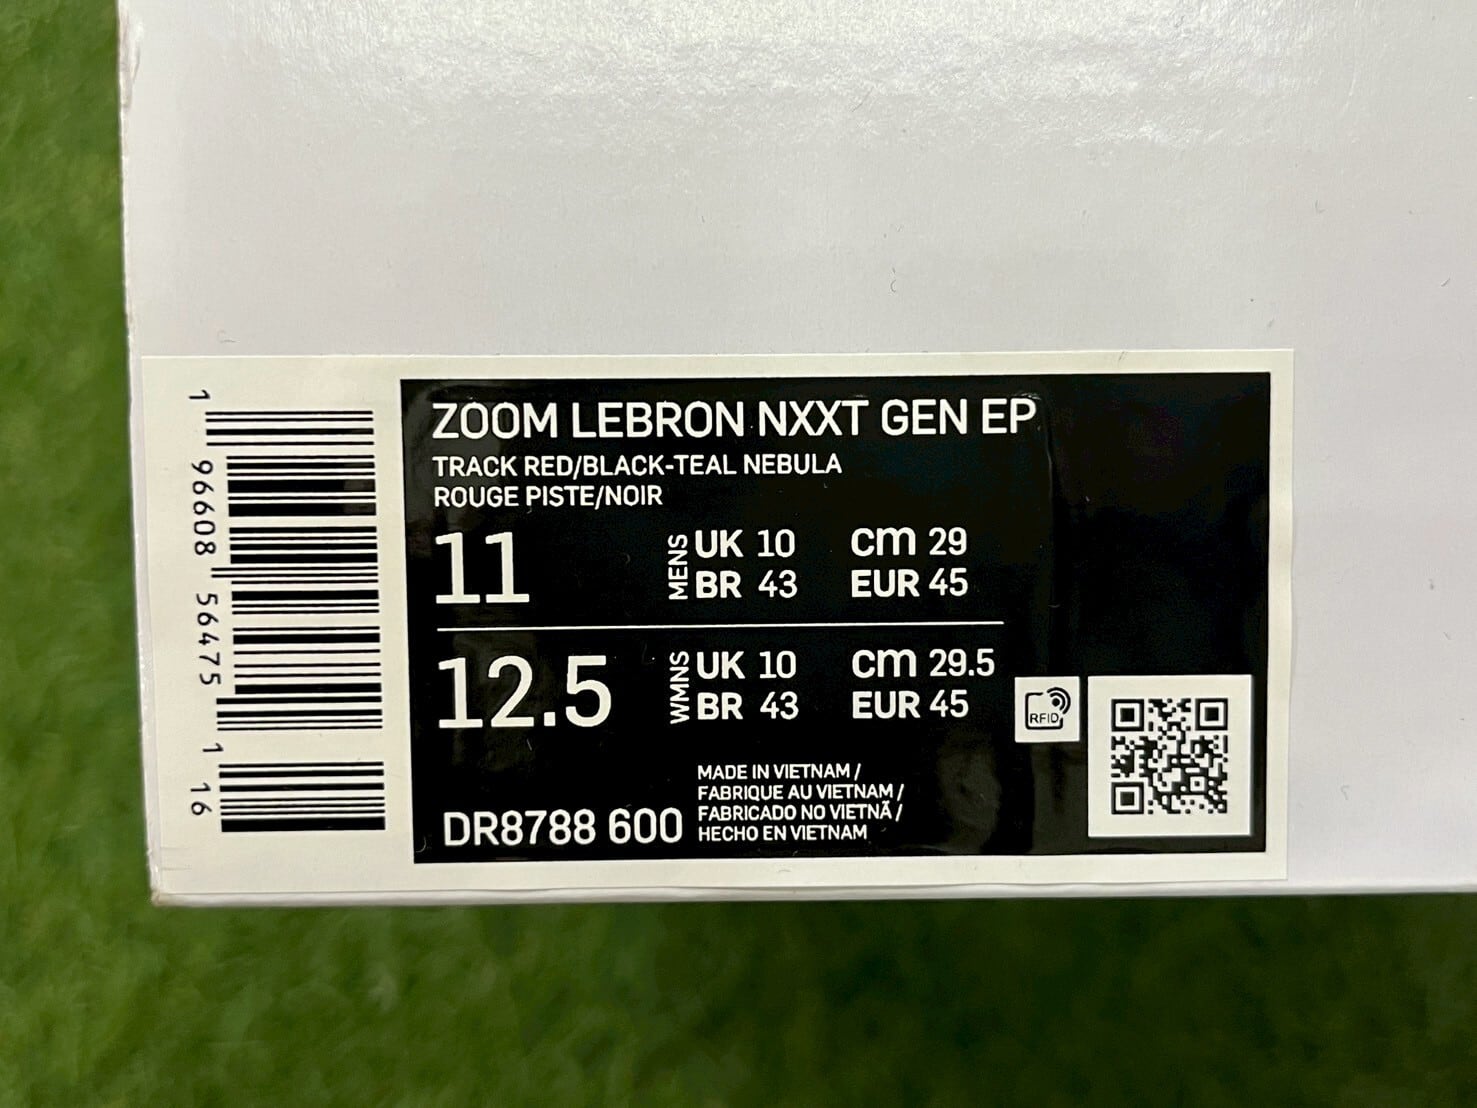 1 96608 56475 1 16
ZOOM LEBRON NXXT GEN EP
TRACK RED/BLACK-TEAL NEBULA
ROUGE PISTE/NOIR
11 MENS UK 10 cm 29
BR 43 EUR 45
12.5 WMNS UK 10 cm 29.5
BR 43 EUR 45
RFID
MADE IN VIETNAM /
FABRIQUE AU VIETNAM /
FABRICADO NO VIETNÃ /
HECHO EN VIETNAM
DR8788 600